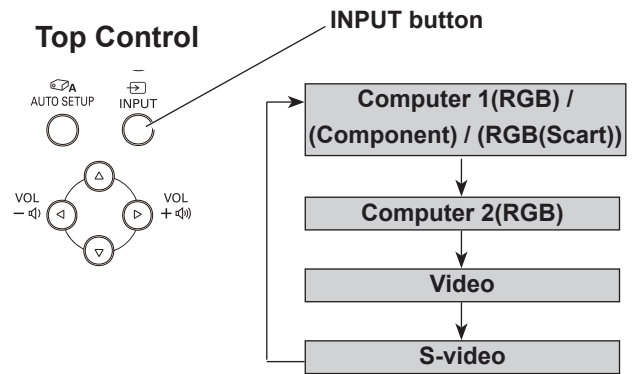 INPUT button
Top Control
A
AUTO SETUP
INPUT
VOL
−
VOL
+
Computer 1(RGB) /
(Component) / (RGB(Scart))
Computer 2(RGB)
Video
S-video